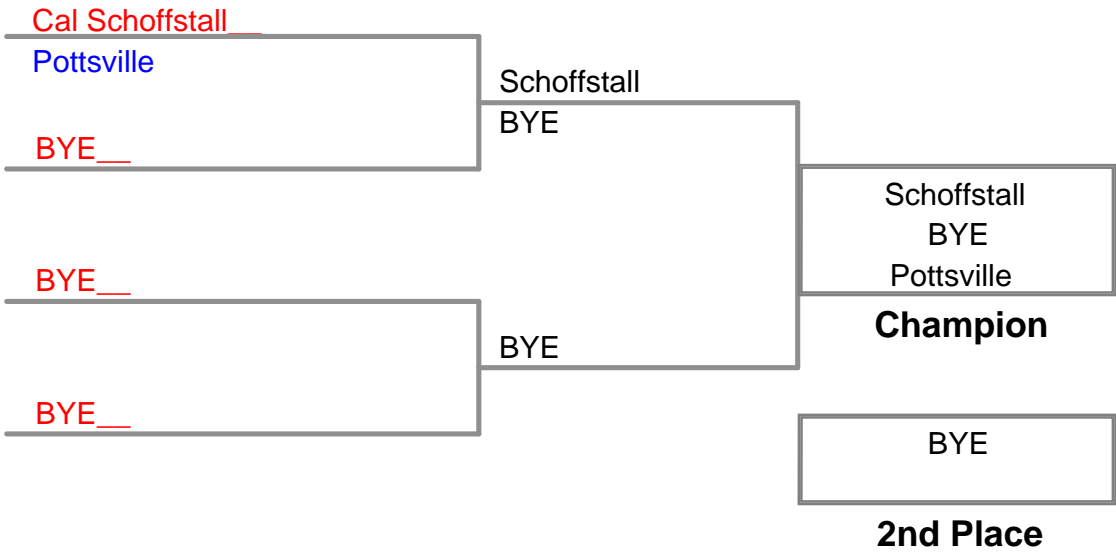 Cal Schoffstall__
Pottsville
BYE__
BYE__
BYE__
Schoffstall
BYE
BYE
Schoffstall
BYE
Pottsville
Champion
BYE
2nd Place